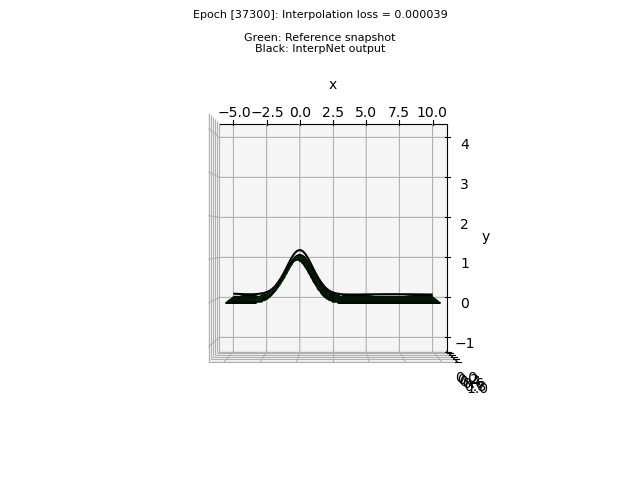 Epoch [37300]: Interpolation loss = 0.000039
Green: Reference snapshot
Black: InterpNet output
x
−5.0 −2.5 0.0 2.5 5.0 7.5 10.0
4
3
2
y
1
0
−1